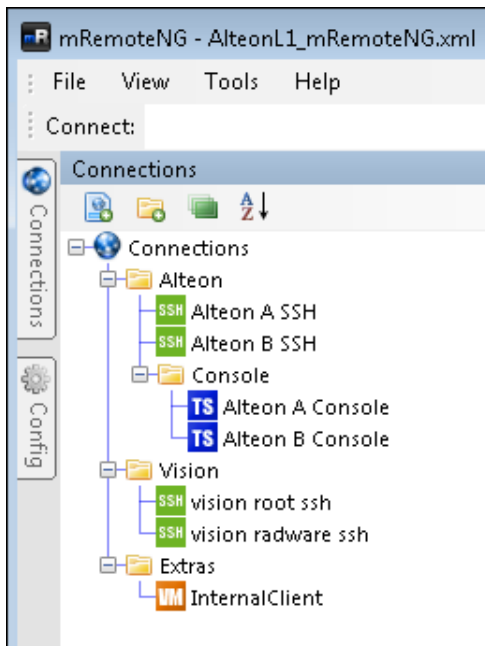 mR mRemoteNG - AlteonL1_mRemoteNG.xml
File View Tools Help
Connect:
Connections
Connections
Config
A Z
Connections
Alteon
SSH Alteon A SSH
SSH Alteon B SSH
Console
TS Alteon A Console
TS Alteon B Console
Vision
SSH vision root ssh
SSH vision radware ssh
Extras
VM InternalClient